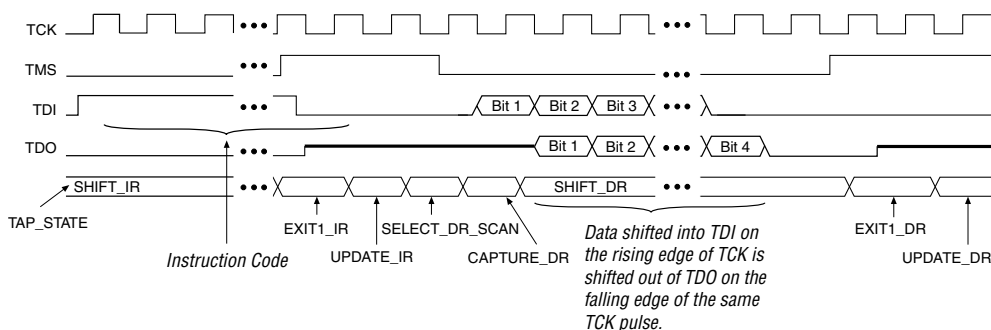 TCK
TMS
TDI
Bit 1 Bit 2 Bit 3
TDO
Bit 1 Bit 2 Bit 4
SHIFT_IR SHIFT_DR
TAP_STATE
EXIT1_IR SELECT_DR_SCAN EXIT1_DR
UPDATE_IR CAPTURE_DR UPDATE_DR
Instruction Code
Data shifted into TDI on
the rising edge of TCK is
shifted out of TDO on the
falling edge of the same
TCK pulse.